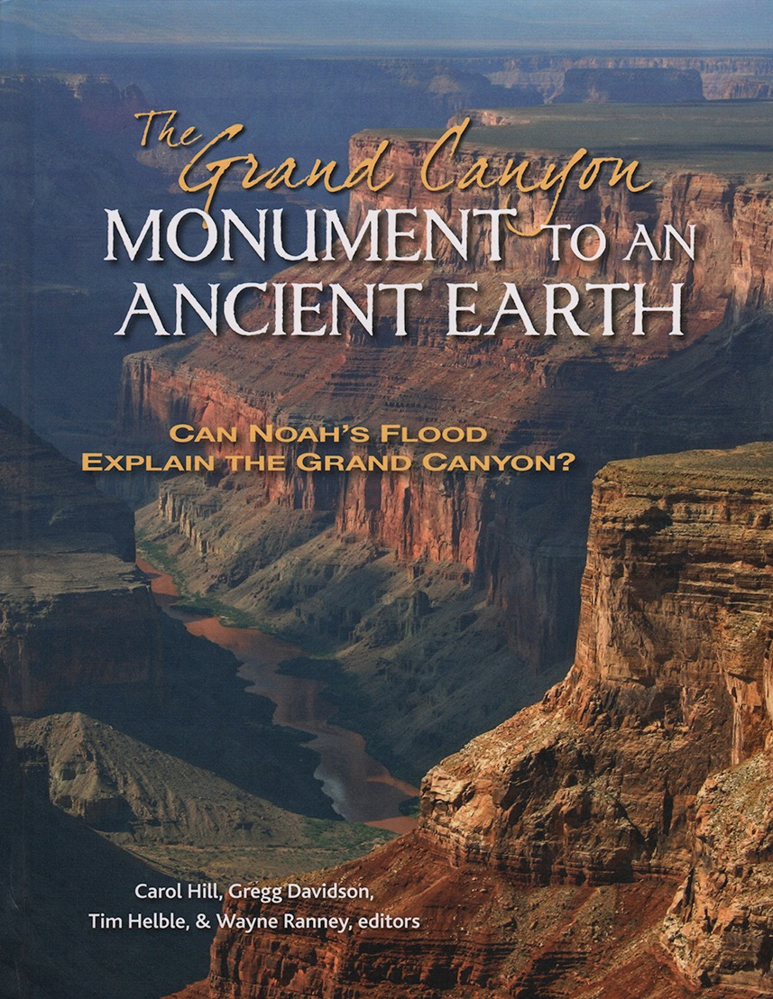 The Grand Canyon
MONUMENT TO AN
ANCIENT EARTH
CAN NOAH'S FLOOD
EXPLAIN THE GRAND CANYON?
Carol Hill, Gregg Davidson,
Tim Helble, & Wayne Ranney, editors